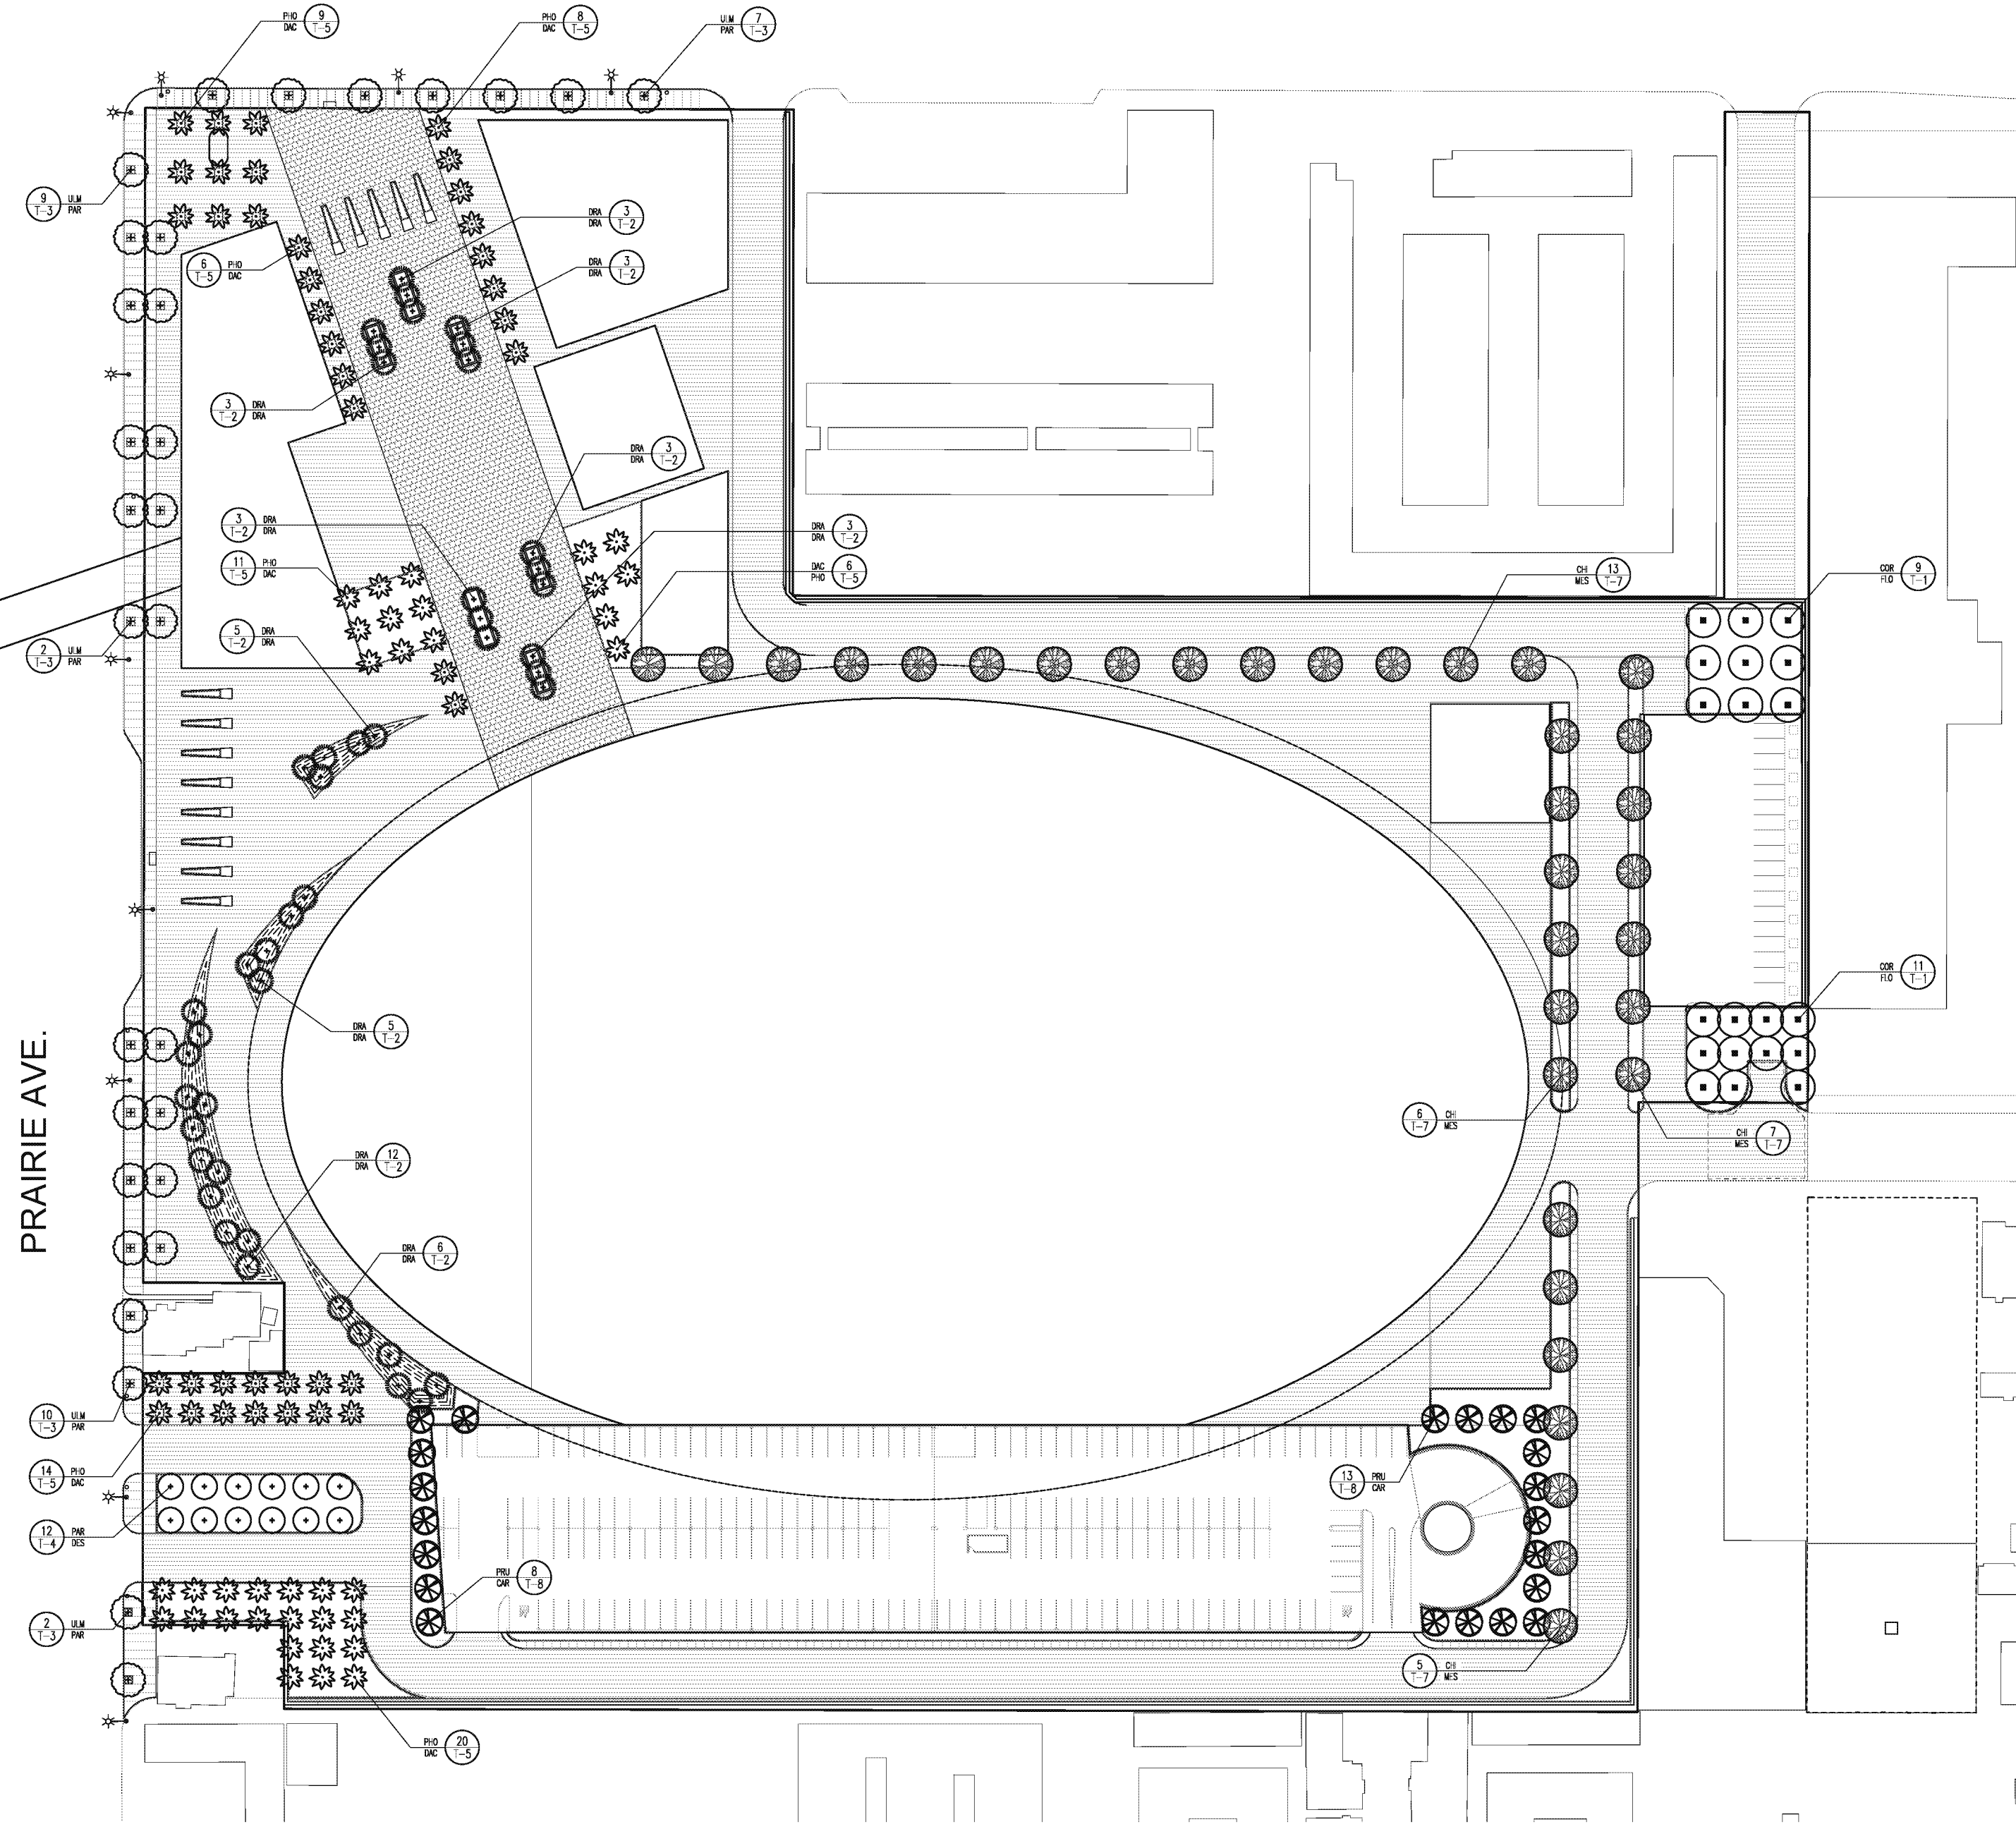 PHO
DAC
9
T-5
PHO
DAC
8
T-5
ULM
PAR
7
T-3
9
T-3
ULM
PAR
DRA
DRA
3
T-2
6
T-5
PHO
DAC
DRA
DRA
3
T-2
3
T-2
DRA
DRA
DRA
DRA
3
T-2
3
T-2
DRA
DRA
DRA
DRA
3
T-2
11
T-5
PHO
DAC
DAC
PHO
6
T-5
CHI
MES
13
T-7
COR
FLO
9
T-1
5
T-2
DRA
DRA
2
T-3
ULM
PAR
COR
FLO
11
T-1
DRA
DRA
5
T-2
PRAIRIE AVE.
6
T-7
CHI
MES
CHI
MES
7
T-7
DRA
DRA
12
T-2
DRA
DRA
6
T-2
10
T-3
ULM
PAR
14
T-5
PHO
DAC
13
T-8
PRU
CAR
12
T-4
PAR
DES
PRU
CAR
8
T-8
2
T-3
ULM
PAR
5
T-7
CHI
MES
PHO
DAC
20
T-5